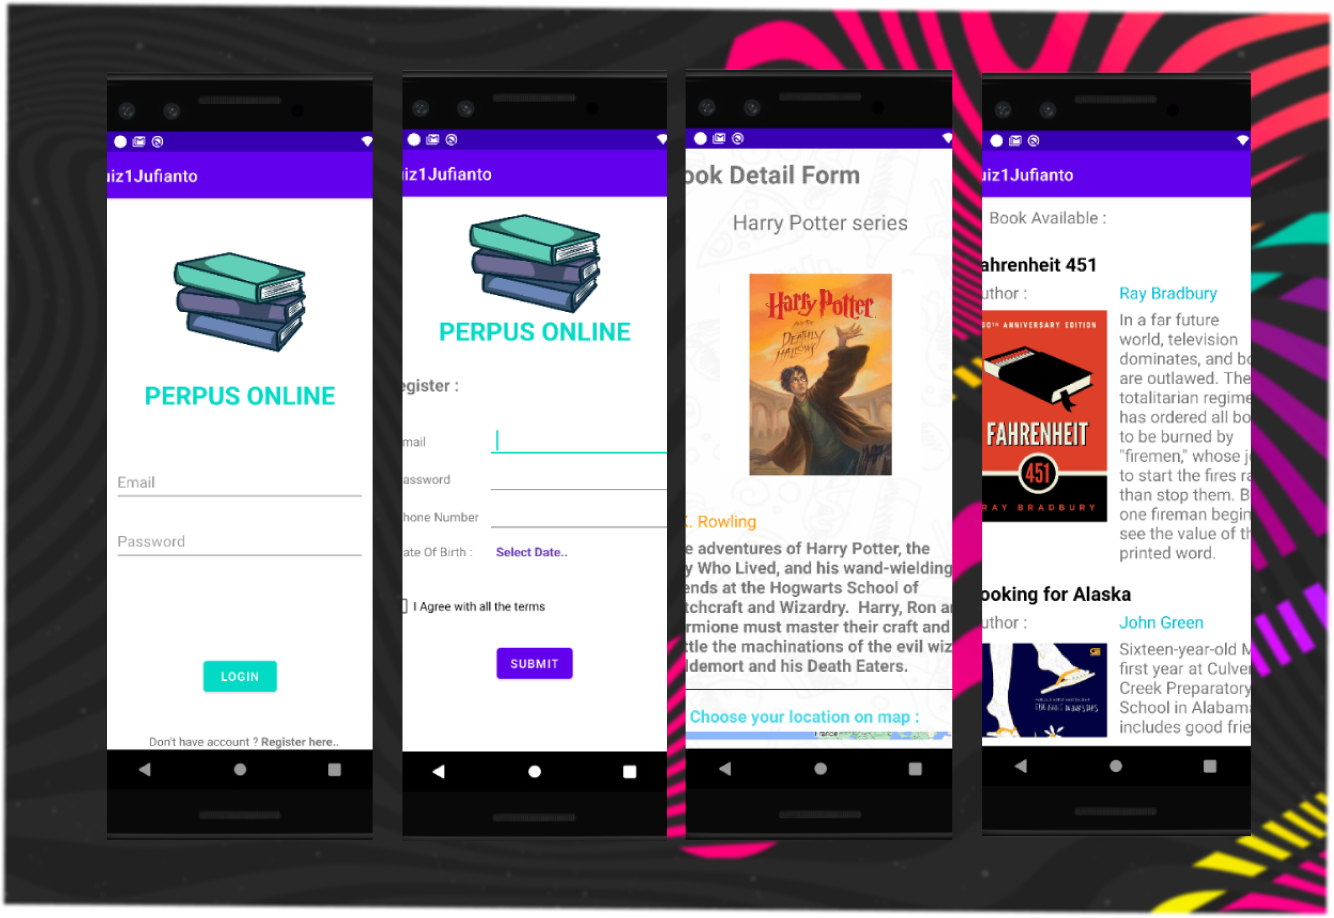 uiz1Jufianto
PERPUS ONLINE
Email
Password
LOGIN
Don't have account ? Register here..
iz1Jufianto
PERPUS ONLINE
egister :
mail
assword
hone Number
ate Of Birth :
Select Date..
I Agree with all the terms
SUBMIT
ook Detail Form
Harry Potter series
Harry Potter
AND THE
DEATHLY
HALLOWS
K. Rowling
e adventures of Harry Potter, the
y Who Lived, and his wand-wielding
ends at the Hogwarts School of
tchcraft and Wizardry. Harry, Ron a
rmione must master their craft and
ttle the machinations of the evil wiz
ldemort and his Death Eaters.
Choose your location on map :
France
uiz1Jufianto
Book Available :
ahrenheit 451
uthor :
Ray Bradbury
50TH ANNIVERSARY EDITION
FAHRENHEIT
451
RAY BRADBURY
In a far future
world, television
dominates, and bo
are outlawed. The
totalitarian regime
has ordered all bo
to be burned by
"firemen," whose j
to start the fires ra
than stop them. B
one fireman begin
see the value of th
printed word.
ooking for Alaska
uthor :
John Green
Sixteen-year-old M
first year at Culver
Creek Preparatory
School in Alabama
includes good frie